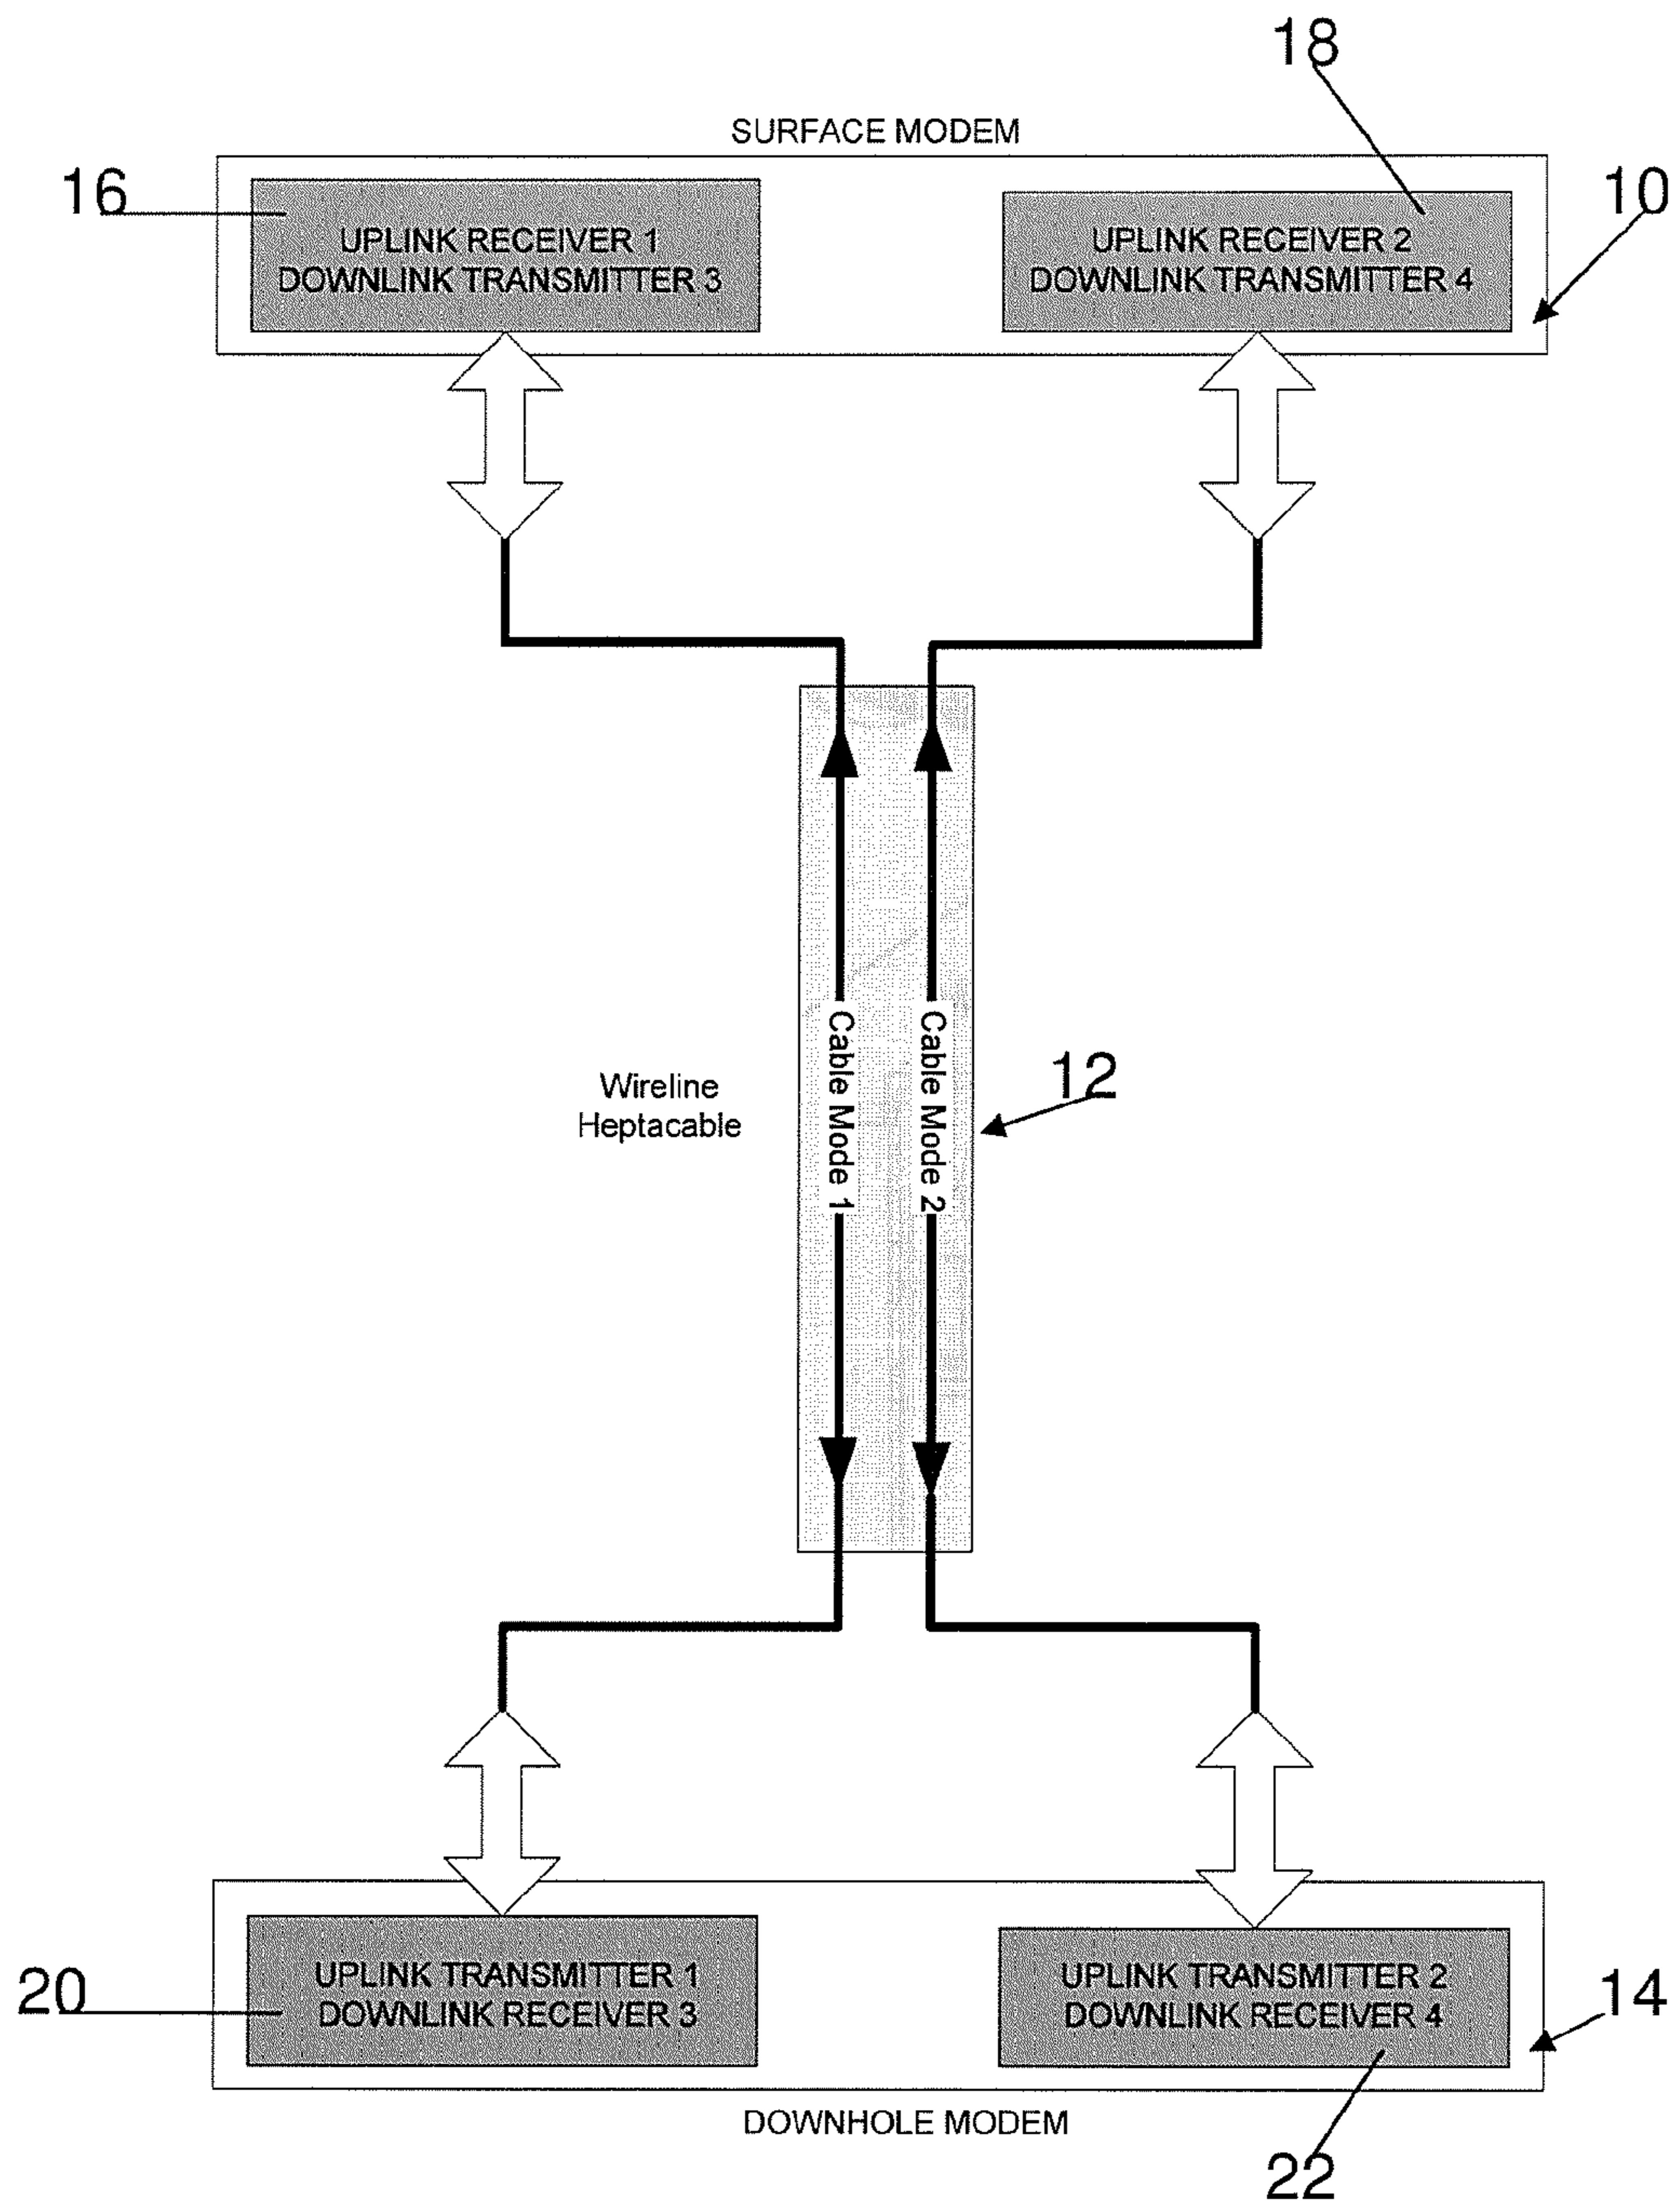 18
SURFACE MODEM
16
10
UPLINK RECEIVER 1
DOWNLINK TRANSMITTER 3
UPLINK RECEIVER 2
DOWNLINK TRANSMITTER 4
Wireline
Heptacable
Cable Mode 1
Cable Mode 2
12
20
UPLINK TRANSMITTER 1
DOWNLINK RECEIVER 3
UPLINK TRANSMITTER 2
DOWNLINK RECEIVER 4
14
DOWNHOLE MODEM
22